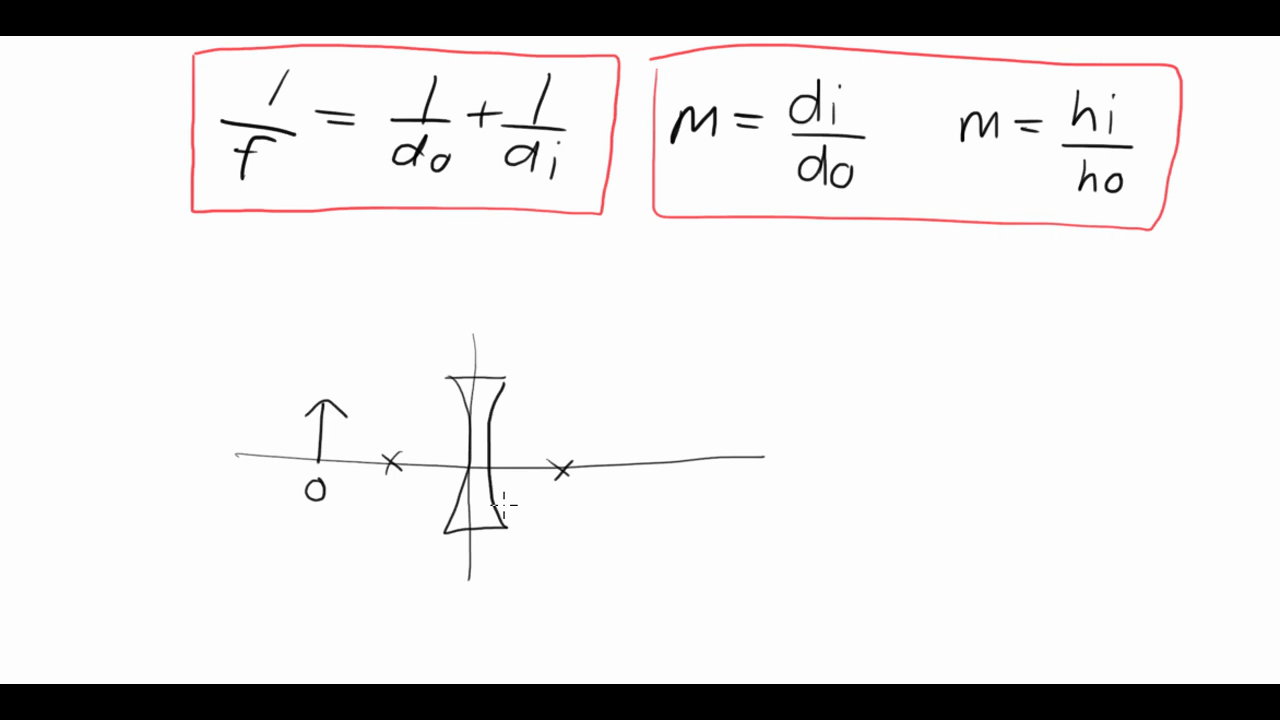 1/f = 1/do + 1/di
m = di/do
m = hi/ho
O